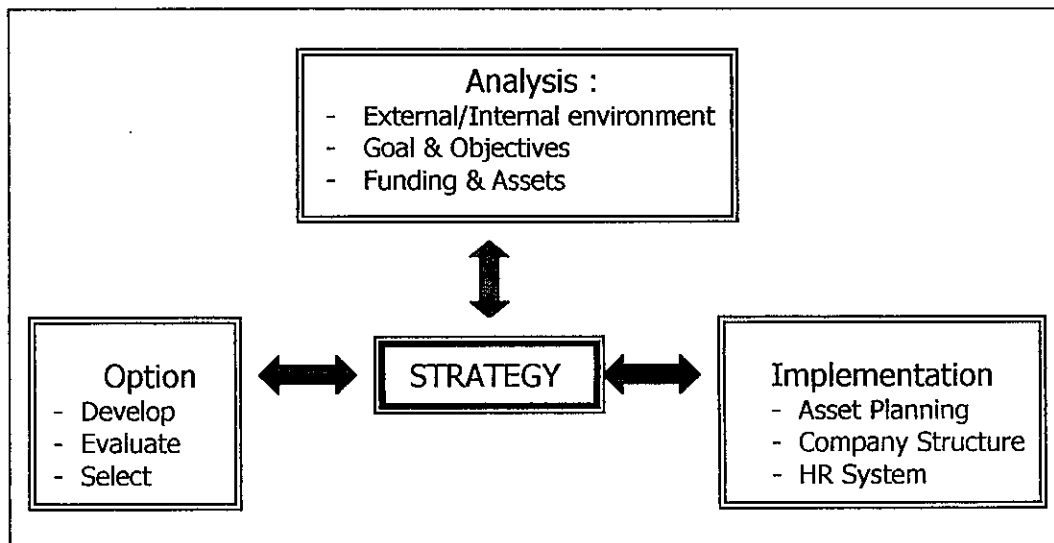 Analysis :
- External/Internal environment
- Goal & Objectives
- Funding & Assets
Option
- Develop
- Evaluate
- Select
STRATEGY
Implementation
- Asset Planning
- Company Structure
- HR System